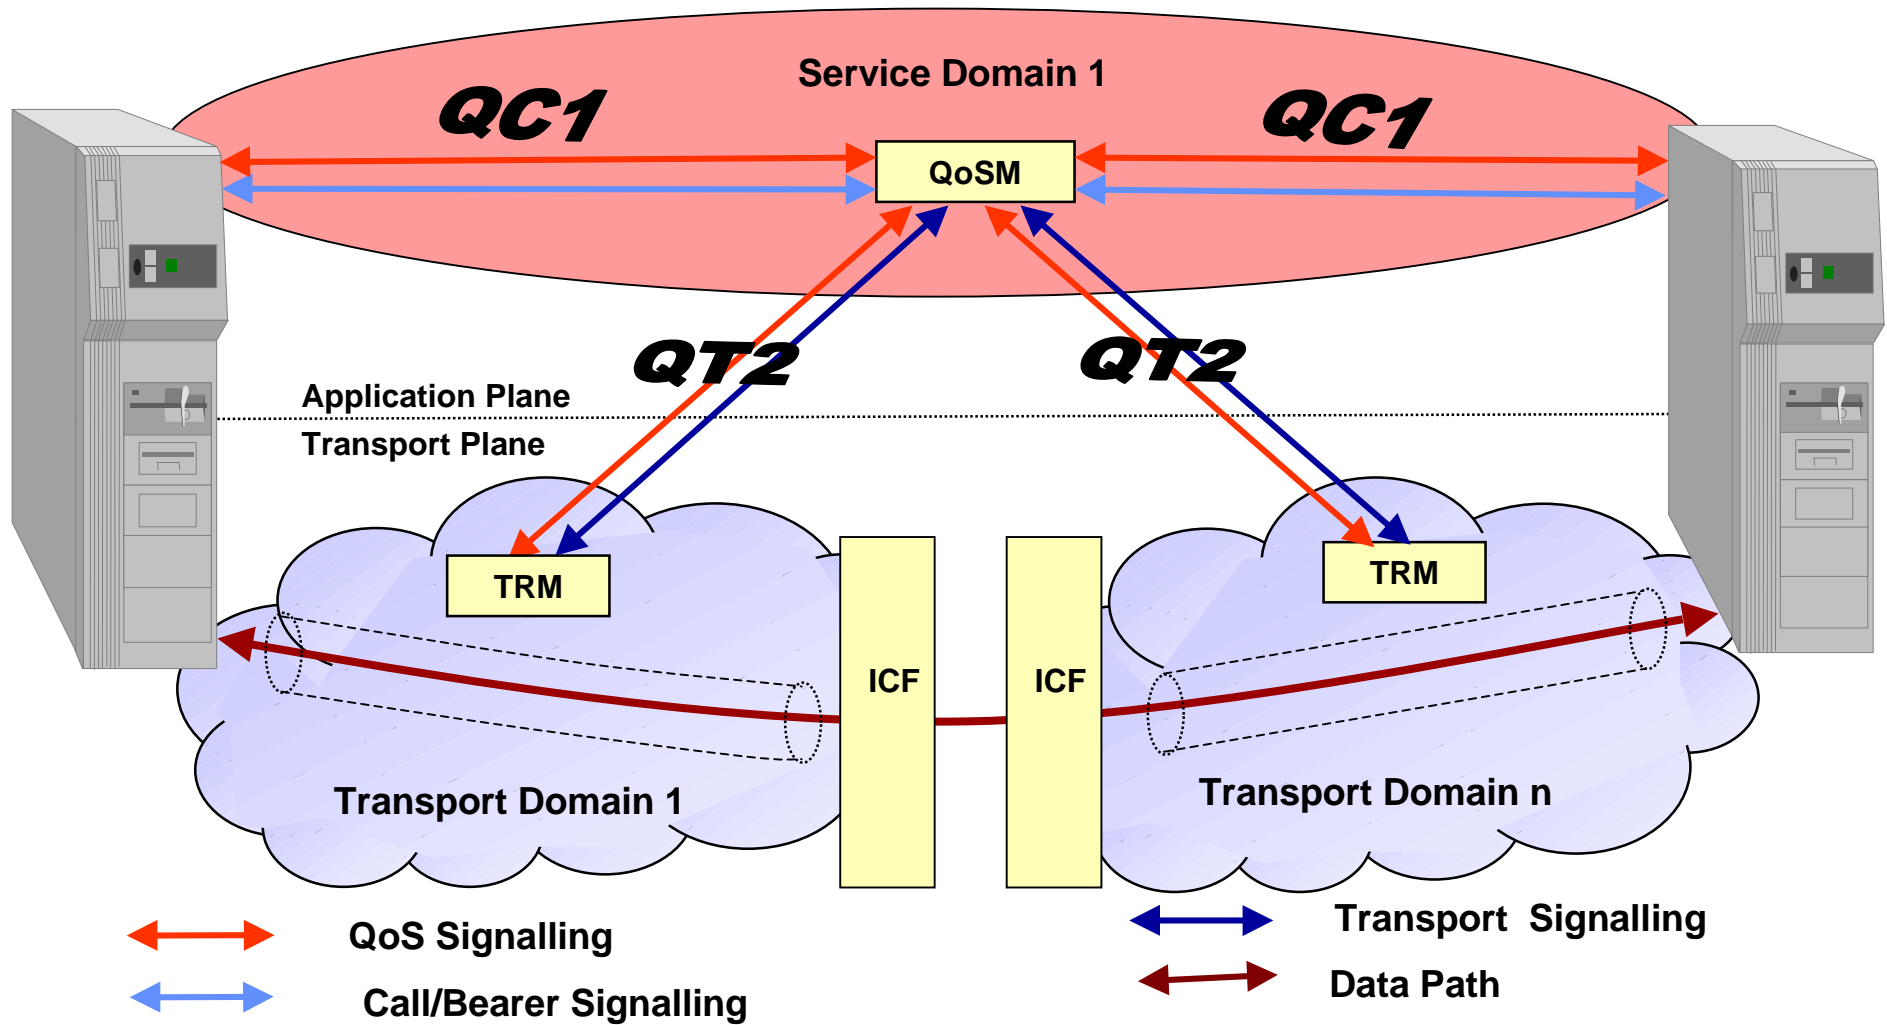 Service Domain 1
QC1
QC1
QoSM
QT2
QT2
Application Plane
Transport Plane
TRM
TRM
ICF
ICF
Transport Domain 1
Transport Domain n
QoS Signalling
Transport Signalling
Call/Bearer Signalling
Data Path